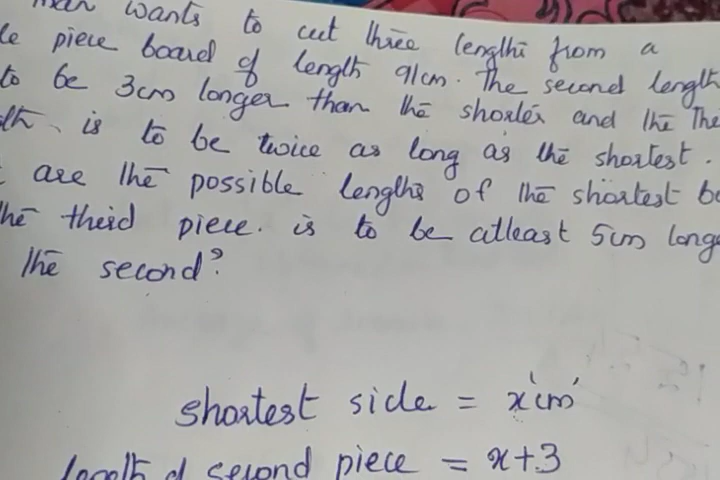 wants to cut three lengths from a
piece board of length 91cm. The second length
to be 3cm longer than the shorter and the The
is to be twice as long as the shortest.
are the possible lengths of the shortest
the third piece. is to be atleast 5cm
the second?
shortest side = x cm
length of second piece = x+3